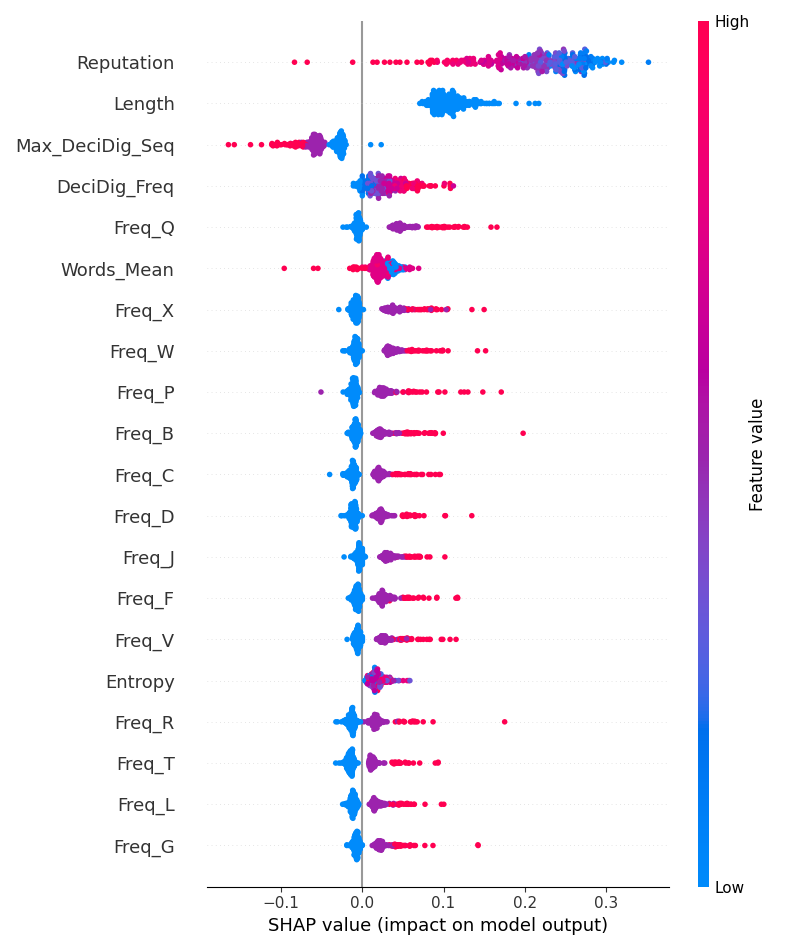 High
Reputation
Length
Max_DeciDig_Seq
DeciDig_Freq
Freq_Q
Words_Mean
Freq_X
Freq_W
Freq_P
Freq_B
Freq_C
Freq_D
Freq_J
Freq_F
Freq_V
Entropy
Freq_R
Freq_T
Freq_L
Freq_G
Feature value
Low
−0.1 0.0 0.1 0.2 0.3
SHAP value (impact on model output)